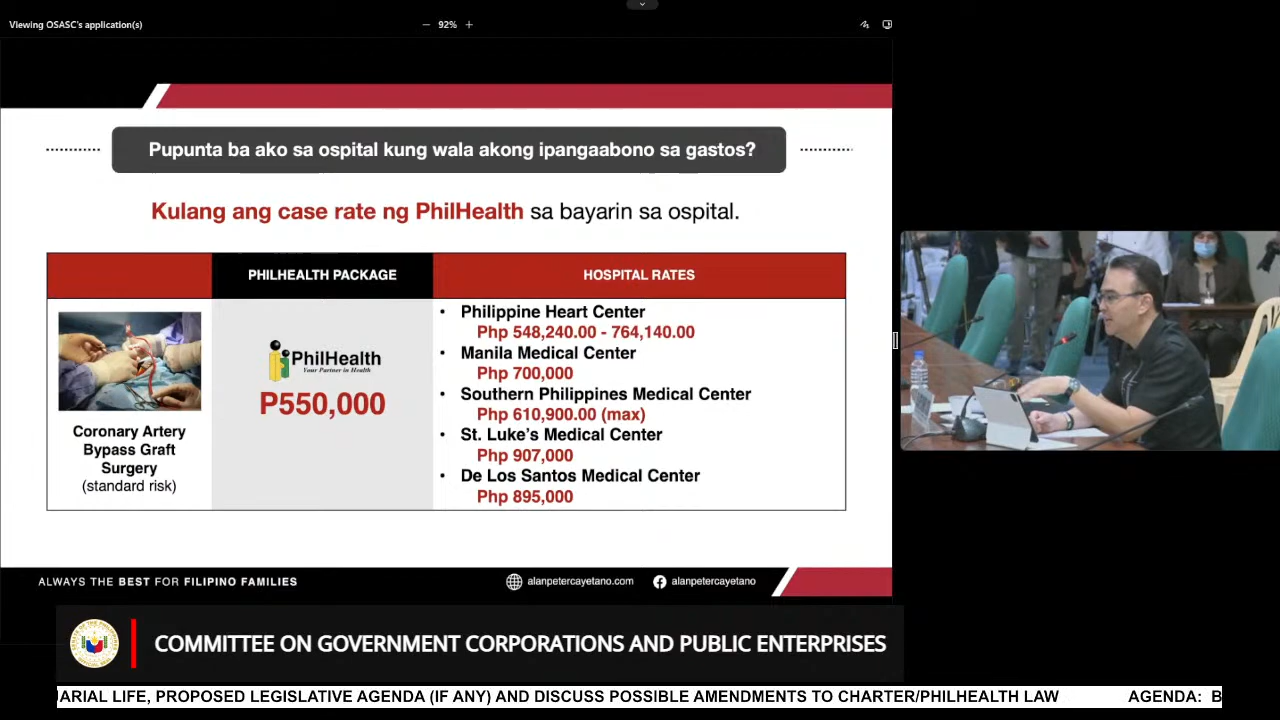 Viewing OSASC's application(s)
— 92% +
Pupunta ba ako sa ospital kung wala akong ipangaabono sa gastos?
Kulang ang case rate ng PhilHealth sa bayarin sa ospital.
PHILHEALTH PACKAGE
HOSPITAL RATES
Coronary Artery
Bypass Graft
Surgery
(standard risk)
PhilHealth
Your Partner in Health
P550,000
• Philippine Heart Center
Php 548,240.00 - 764,140.00
• Manila Medical Center
Php 700,000
• Southern Philippines Medical Center
Php 610,900.00 (max)
• St. Luke's Medical Center
Php 907,000
• De Los Santos Medical Center
Php 895,000
ALWAYS THE BEST FOR FILIPINO FAMILIES
alanpetercayetano.com
alanpetercayetano
COMMITTEE ON GOVERNMENT CORPORATIONS AND PUBLIC ENTERPRISES
JARIAL LIFE, PROPOSED LEGISLATIVE AGENDA (IF ANY) AND DISCUSS POSSIBLE AMENDMENTS TO CHARTER/PHILHEALTH LAW AGENDA: B